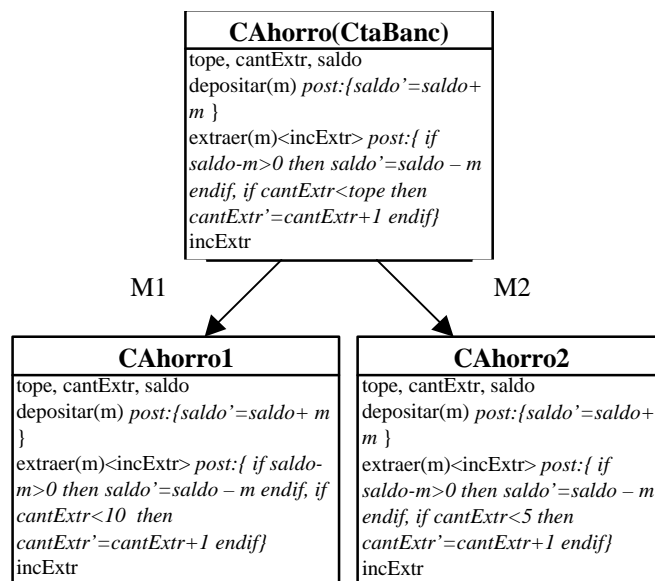 CAhorro(CtaBanc)
tope, cantExtr, saldo
depositar(m) post:{saldo’=saldo+
m }
extraer(m)<incExtr> post:{ if
saldo-m>0 then saldo’=saldo – m
endif, if cantExtr<tope then
cantExtr’=cantExtr+1 endif}
incExtr
M1
M2
CAhorro1
tope, cantExtr, saldo
depositar(m) post:{saldo’=saldo+ m
}
extraer(m)<incExtr> post:{ if saldo-
m>0 then saldo’=saldo – m endif, if
cantExtr<10 then
cantExtr’=cantExtr+1 endif}
incExtr
CAhorro2
tope, cantExtr, saldo
depositar(m) post:{saldo’=saldo+
m }
extraer(m)<incExtr> post:{ if
saldo-m>0 then saldo’=saldo – m
endif, if cantExtr<5 then
cantExtr’=cantExtr+1 endif}
incExtr